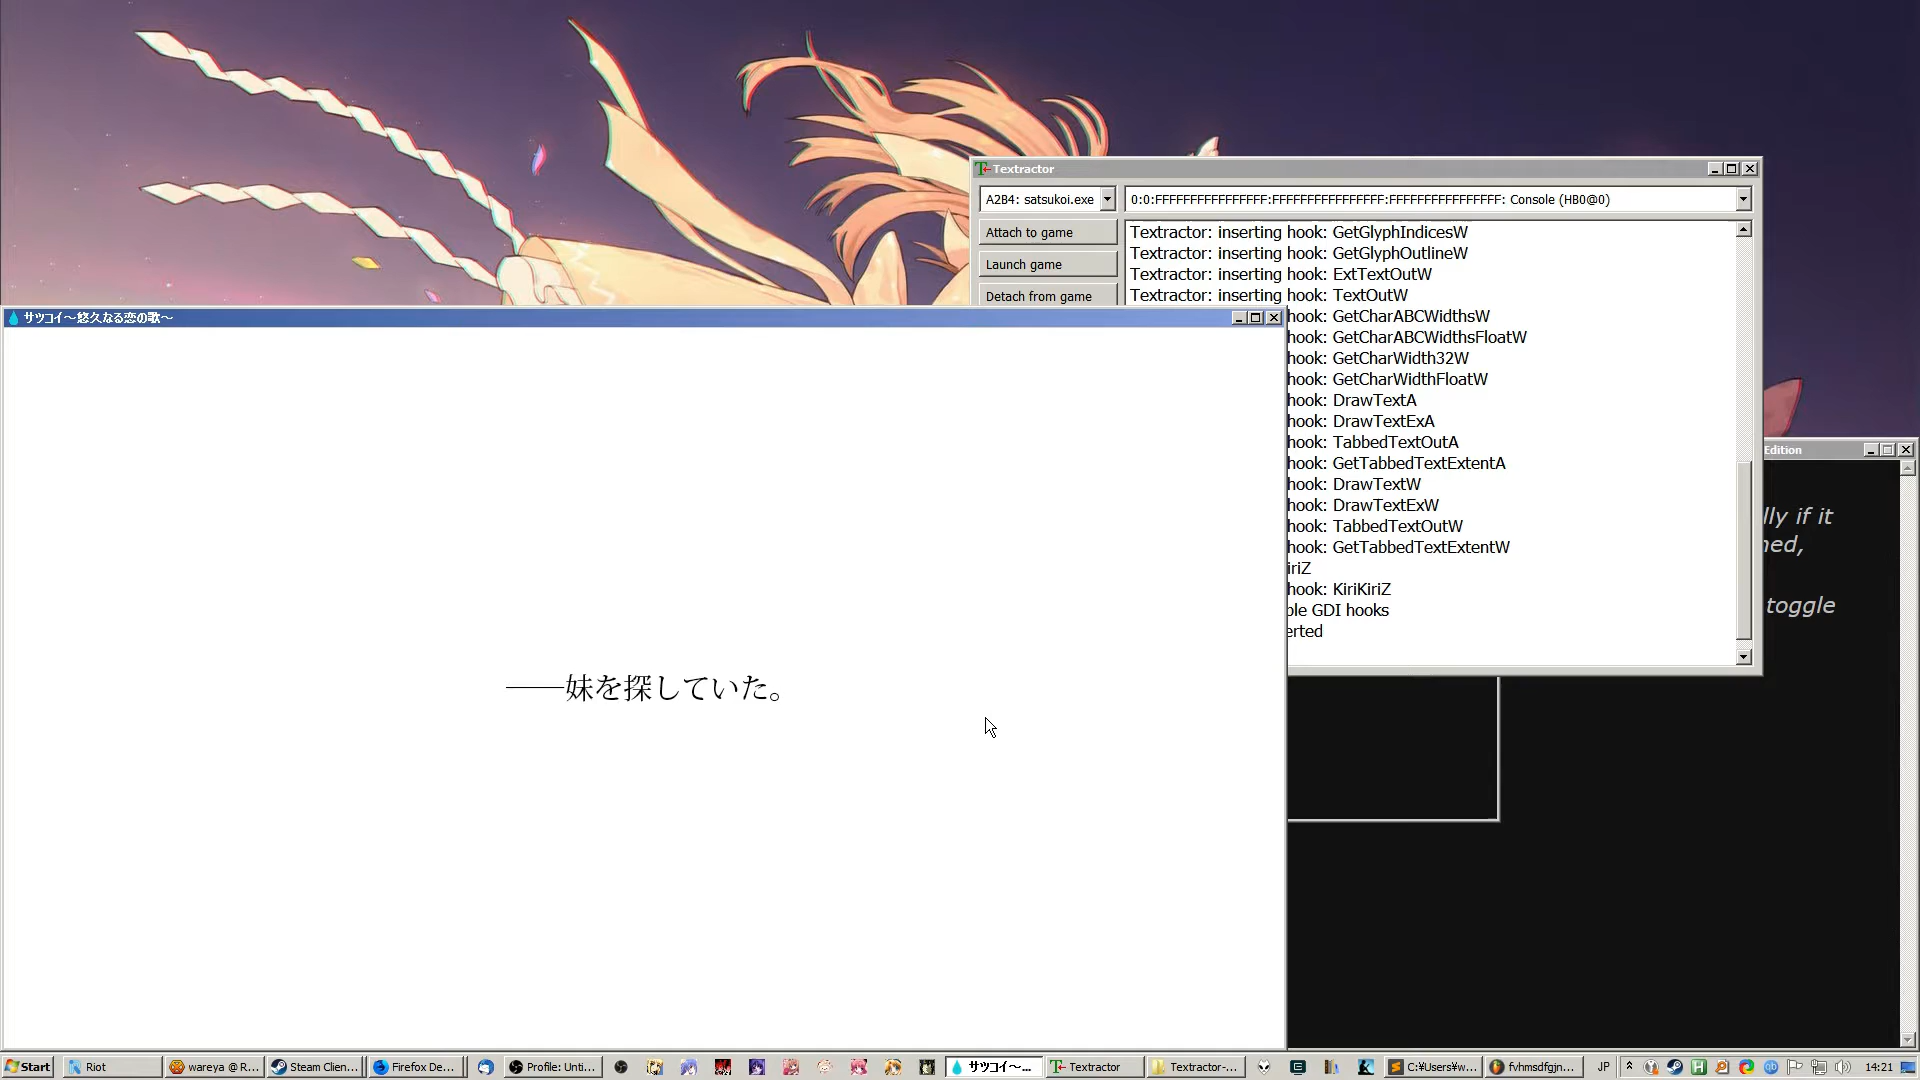 Textractor
A2B4: satsukoi.exe
0:0:FFFFFFFFFFFFFFFF:FFFFFFFFFFFFFFFF:FFFFFFFFFFFFFFFF: Console (HB0@0)
Attach to game
Launch game
Detach from game
Textractor: inserting hook: GetGlyphIndicesW
Textractor: inserting hook: GetGlyphOutlineW
Textractor: inserting hook: ExtTextOutW
Textractor: inserting hook: TextOutW
hook: GetCharABCWidthsW
hook: GetCharABCWidthsFloatW
hook: GetCharWidth32W
hook: GetCharWidthFloatW
hook: DrawTextA
hook: DrawTextExA
hook: TabbedTextOutA
hook: GetTabbedTextExtentA
hook: DrawTextW
hook: DrawTextExW
hook: TabbedTextOutW
hook: GetTabbedTextExtentW
iriZ
hook: KiriKiriZ
ble GDI hooks
erted
サツコイ～悠久なる恋の歌～
――妹を探していた。
Edition
lly if it
ned,
toggle
Start
Riot
wareya @ R...
Steam Clien...
Firefox De...
Profile: Unti...
サツコイ～...
Textractor
Textractor-...
C:¥Users¥w...
fvhmsdfgjn...
JP
14:21